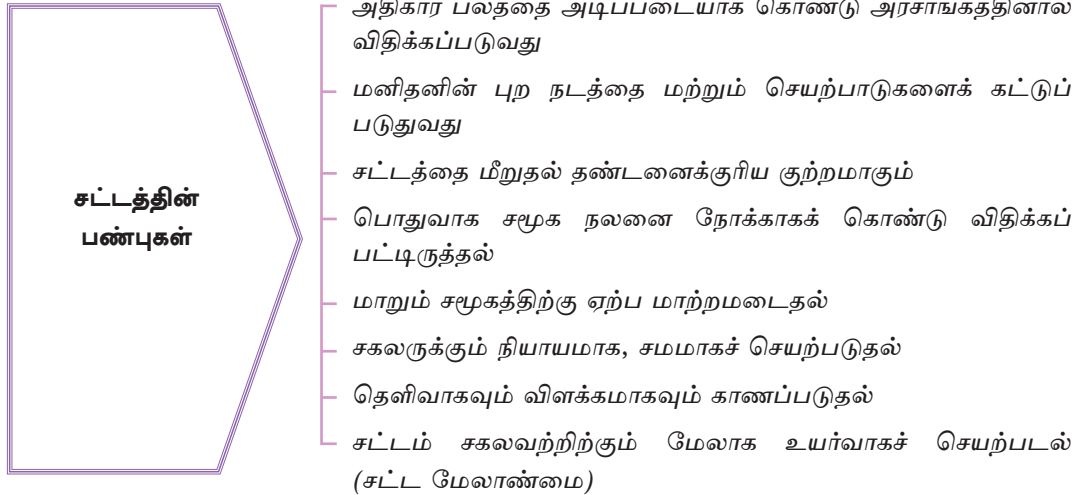 சட்டத்தின்
பண்புகள்
அதிகார பலத்தை அடிப்படையாக கொண்டு அரசாங்கத்தினால்
விதிக்கப்படுவது
மனிதனின் புற நடத்தை மற்றும் செயற்பாடுகளைக் கட்டுப்
படுதுவது
சட்டத்தை மீறுதல் தண்டனைக்குரிய குற்றமாகும்
பொதுவாக சமூக நலனை நோக்காகக் கொண்டு விதிக்கப்
பட்டிருத்தல்
மாறும் சமூகத்திற்கு ஏற்ப மாற்றமடைதல்
சகலருக்கும் நியாயமாக, சமமாகச் செயற்படுதல்
தெளிவாகவும் விளக்கமாகவும் காணப்படுதல்
சட்டம் சகலவற்றிற்கும் மேலாக உயர்வாகச் செயற்படல்
(சட்ட மேலாண்மை)